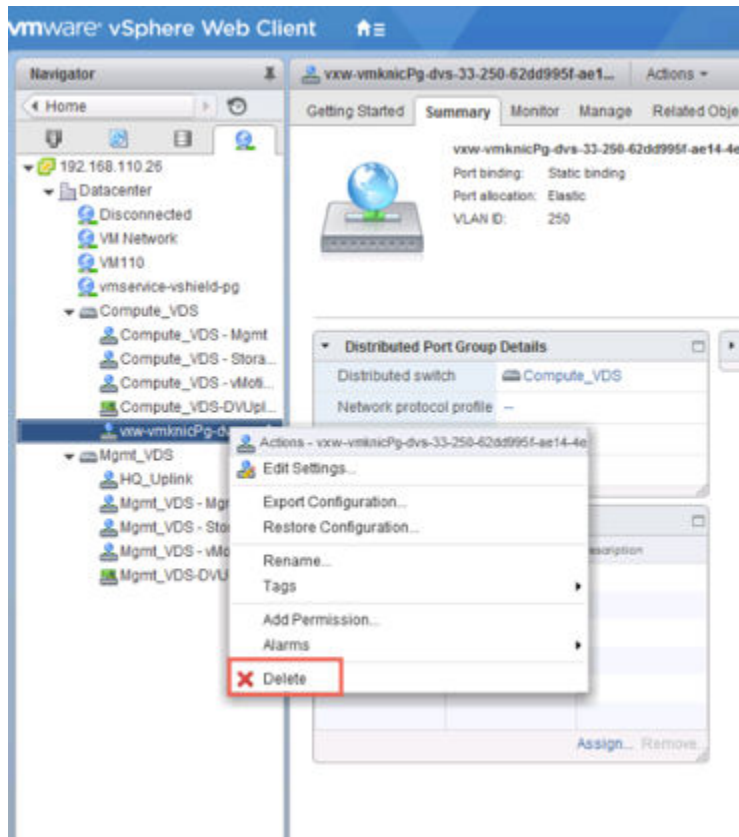 vmware® vSphere Web Client
Navigator
vxw-vmknicPg-dvs-33-250-62dd995f-ae1...
Actions
Home
Getting Started
Summary
Monitor
Manage
Related Obje
192.168.110.26
Datacenter
Disconnected
VM Network
VM110
vmservice-vshield-pg
Compute_VDS
Compute_VDS - Mgmt
Compute_VDS - Stora...
Compute_VDS - vMoti...
Compute_VDS-DVUpl...
vxw-vmknicPg-d
Mgmt_VDS
HQ_Uplink
Mgmt_VDS - Mgr
Mgmt_VDS - Sto
Mgmt_VDS - vMo
Mgmt_VDS-DVU
vxw-vmknicPg-dvs-33-250-62dd995f-ae14-4e
Port binding: Static binding
Port allocation: Elastic
VLAN ID: 250
Distributed Port Group Details
Distributed switch
Compute_VDS
Network protocol profile
--
Actions - vxw-vmknicPg-dvs-33-250-62dd995f-ae14-4e
Edit Settings...
Export Configuration...
Restore Configuration...
Rename...
Tags
Add Permission...
Alarms
Delete
escription
Assign...
Remove...